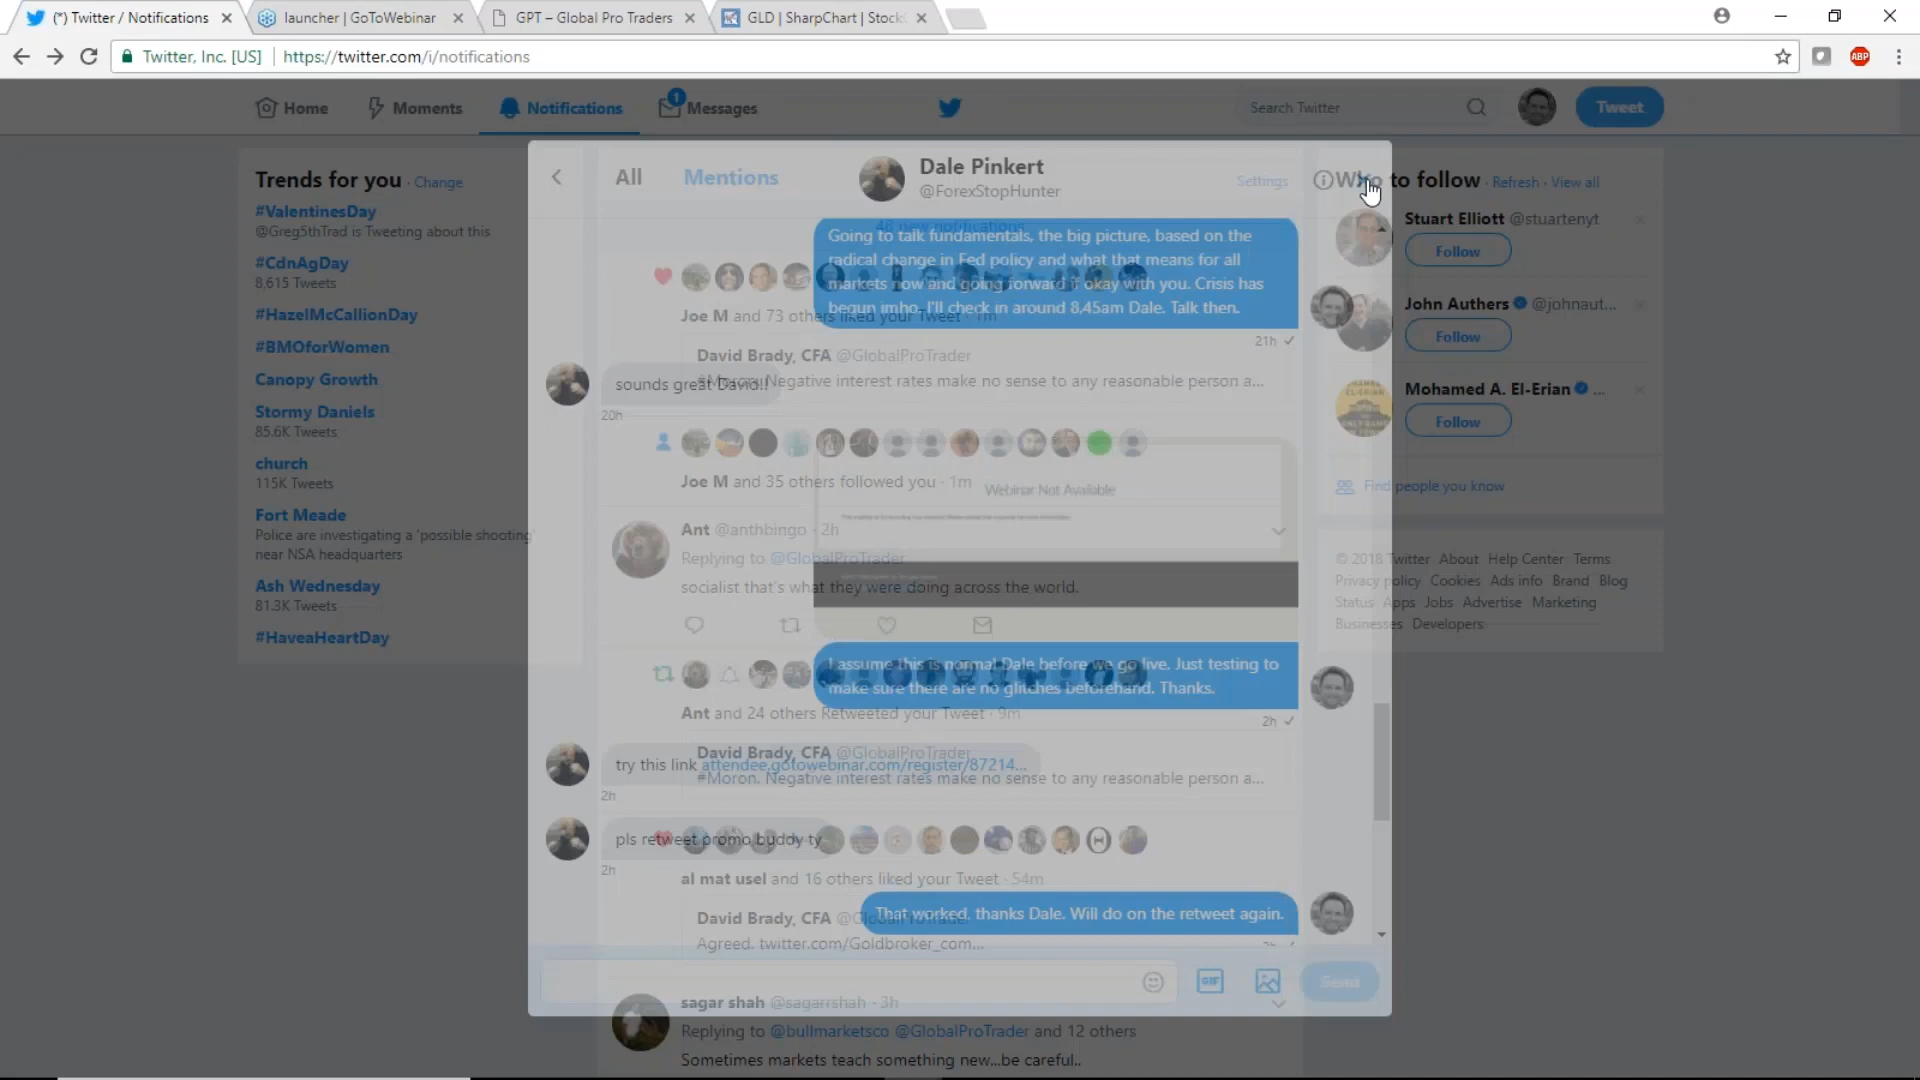 (*) Twitter / Notifications
launcher | GoToWebinar
GPT – Global Pro Traders
GLD | SharpChart | Stock
Twitter, Inc. [US]
https://twitter.com/i/notifications
ABP
Home
Moments
Notifications
1
Messages
Search Twitter
Tweet
Trends for you · Change
#ValentinesDay
@Greg5thTrad is Tweeting about this
#CdnAgDay
8,615 Tweets
#HazelMcCallionDay
#BMOforWomen
Canopy Growth
Stormy Daniels
85.6K Tweets
church
115K Tweets
Fort Meade
Police are investigating a 'possible shooting'
near NSA headquarters
Ash Wednesday
81.3K Tweets
#HaveaHeartDay
All
Mentions
Settings
Dale Pinkert
@ForexStopHunter
48 new notifications
Going to talk fundamentals, the big picture, based on the
radical change in Fed policy and what that means for all
markets now and going forward if okay with you. Crisis has
begun imho. I'll check in around 8,45am Dale. Talk then.
21h
Joe M and 73 others liked your Tweet · 1m
David Brady, CFA @GlobalProTrader
#Moron. Negative interest rates make no sense to any reasonable person a...
sounds great David!!
20h
Joe M and 35 others followed you · 1m
Webinar Not Available
Ant @anthbingo · 2h
Replying to @GlobalProTrader
socialist that's what they were doing across the world.
I assume this is normal Dale before we go live. Just testing to
make sure there are no glitches beforehand. Thanks.
2h
Ant and 24 others Retweeted your Tweet · 9m
David Brady, CFA @GlobalProTrader
#Moron. Negative interest rates make no sense to any reasonable person a...
try this link attendee.gotowebinar.com/register/87214...
2h
pls retweet promo buddy ty
2h
al mat usel and 16 others liked your Tweet · 54m
That worked, thanks Dale. Will do on the retweet again.
David Brady, CFA @GlobalProTrader
Agreed. twitter.com/Goldbroker_com...
2h
GIF
Send
sagar shah @sagarrshah · 3h
Replying to @bullmarketsco @GlobalProTrader and 12 others
Sometimes markets teach something new...be careful..
Who to follow · Refresh · View all
Stuart Elliott @stuartenyt
Follow
John Authers @johnaut...
Follow
Mohamed A. El-Erian ...
Follow
Find people you know
© 2018 Twitter About Help Center Terms
Privacy policy Cookies Ads info Brand Blog
Status Apps Jobs Advertise Marketing
Businesses Developers